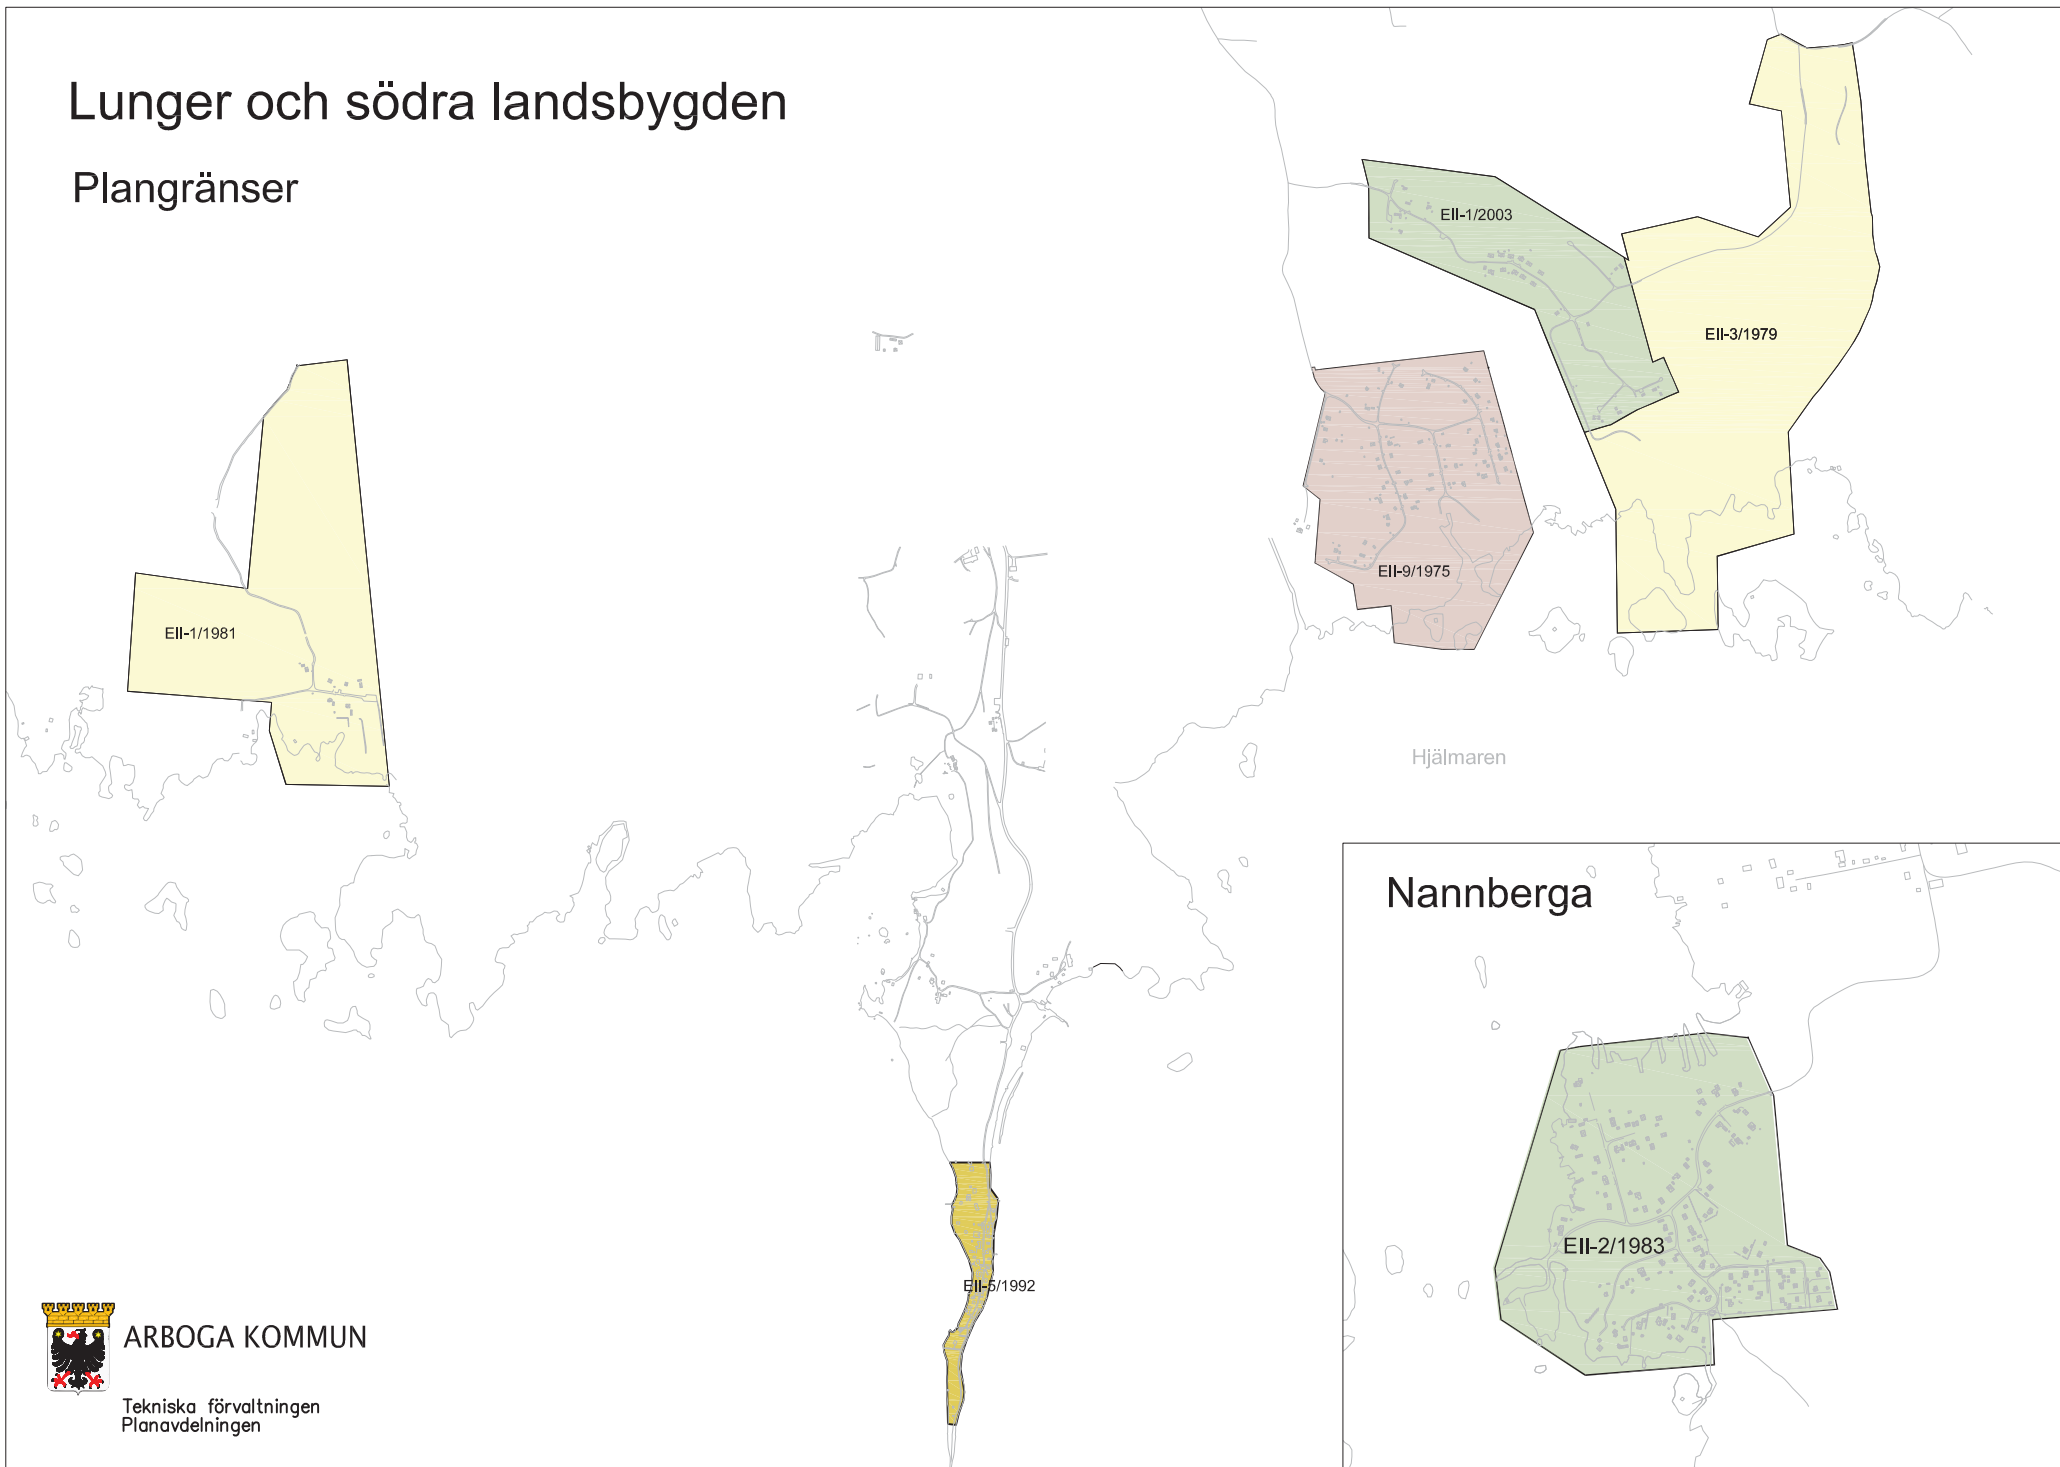 Lunger och södra landsbygden
Plangränser
EII-1/2003
EII-3/1979
EII-9/1975
EII-1/1981
Hjälmaren
Nannberga
EII-2/1983
EII-5/1992
ARBOGA KOMMUN
Tekniska förvaltningen
Planavdelningen